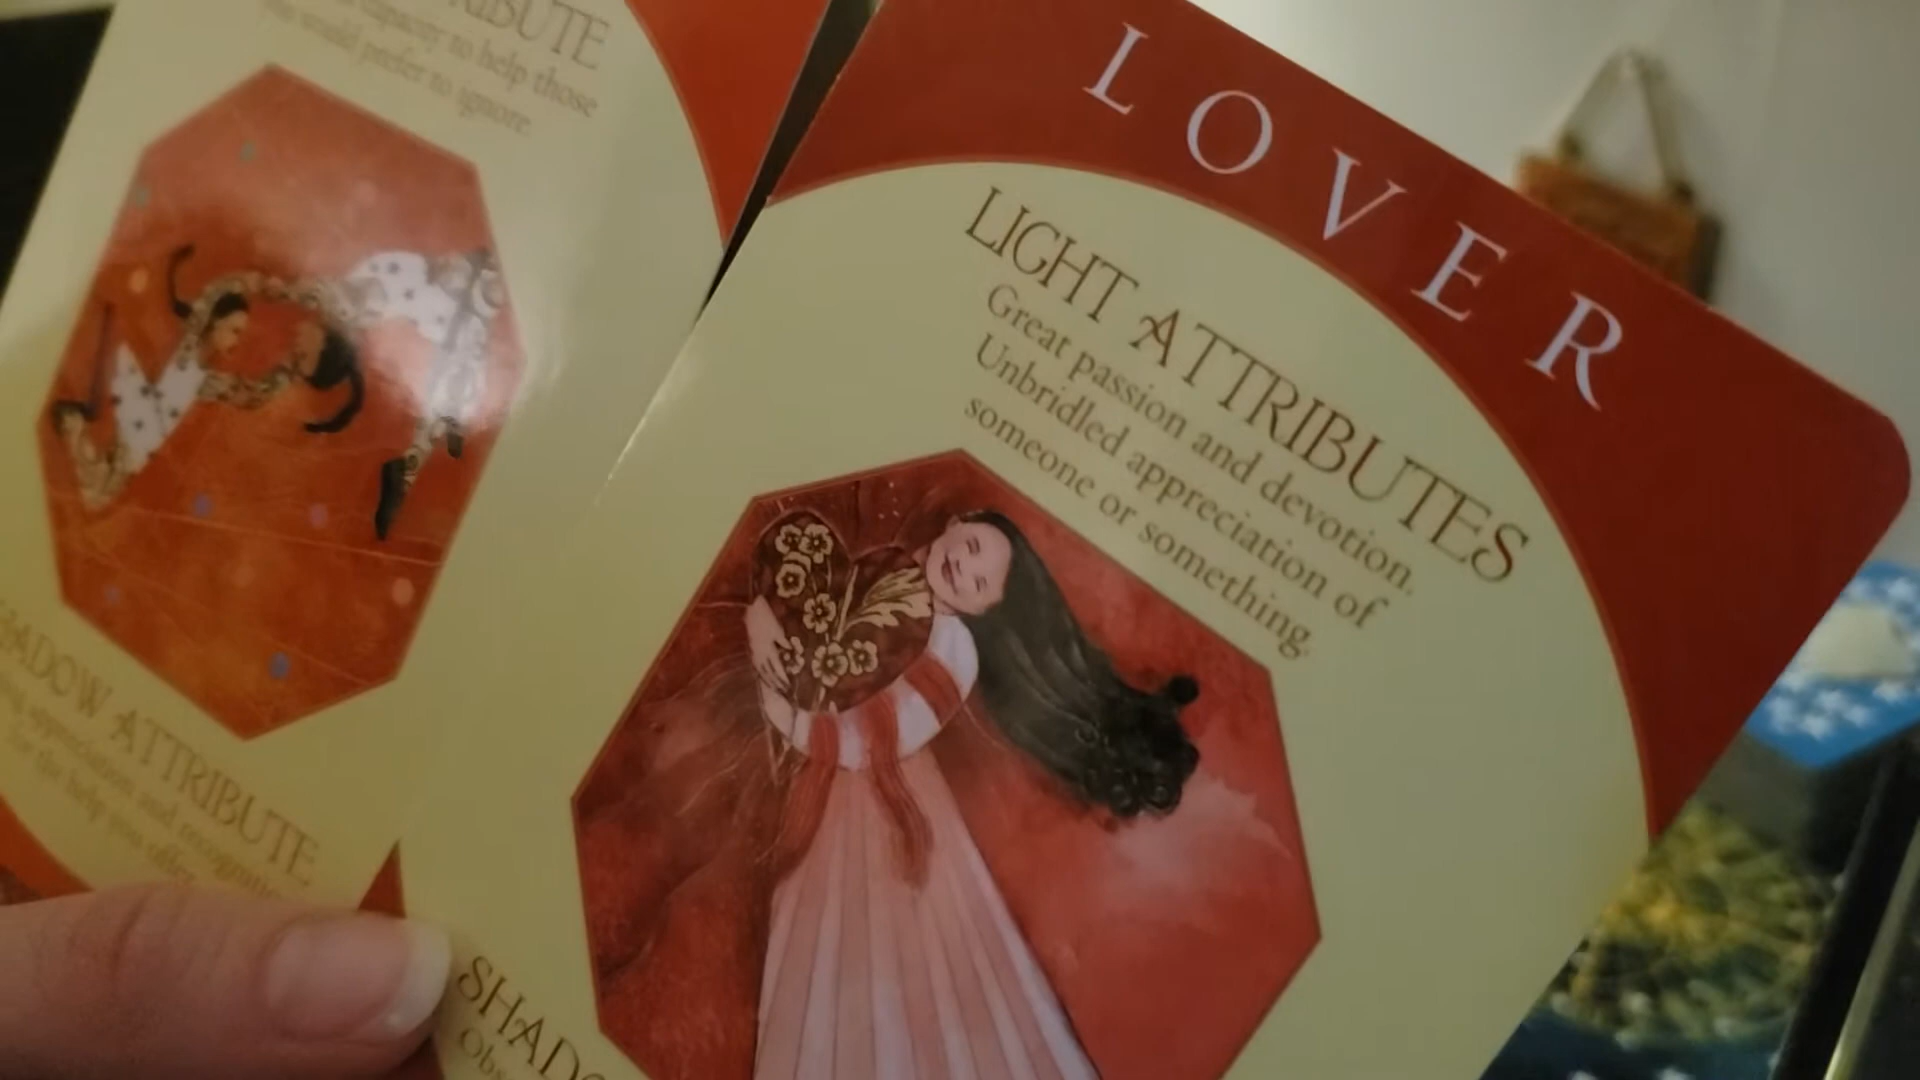 RIBUTE
capacity to help those
would prefer to ignore.
SHADOW ATTRIBUTE
appreciation and recognition
for the help you offer.
LOVER
LIGHT ATTRIBUTES
Great passion and devotion.
Unbridled appreciation of
someone or something.
SHADO
Obs